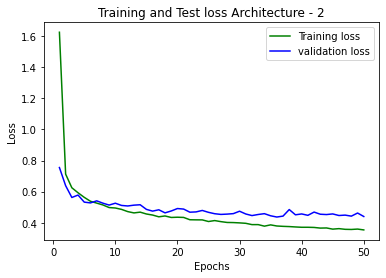 Training and Test loss Architecture - 2
Training loss
validation loss
Loss
1.6
1.4
1.2
1.0
0.8
0.6
0.4
0 10 20 30 40 50
Epochs